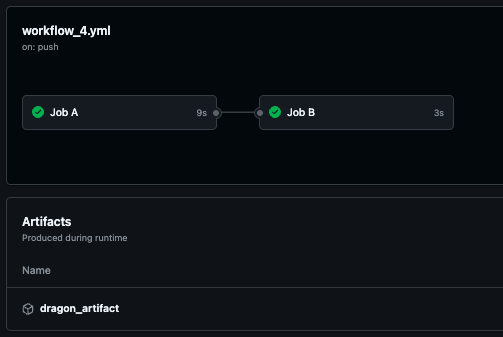 workflow_4.yml
on: push
Job A 9s
Job B 3s
Artifacts
Produced during runtime
Name
dragon_artifact